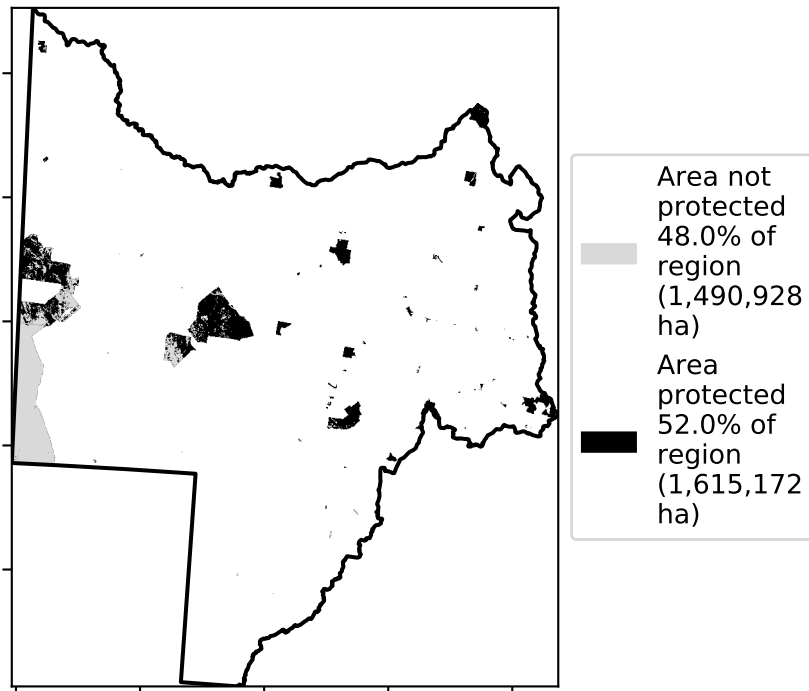 Area not
protected
48.0% of
region
(1,490,928
ha)
Area
protected
52.0% of
region
(1,615,172
ha)